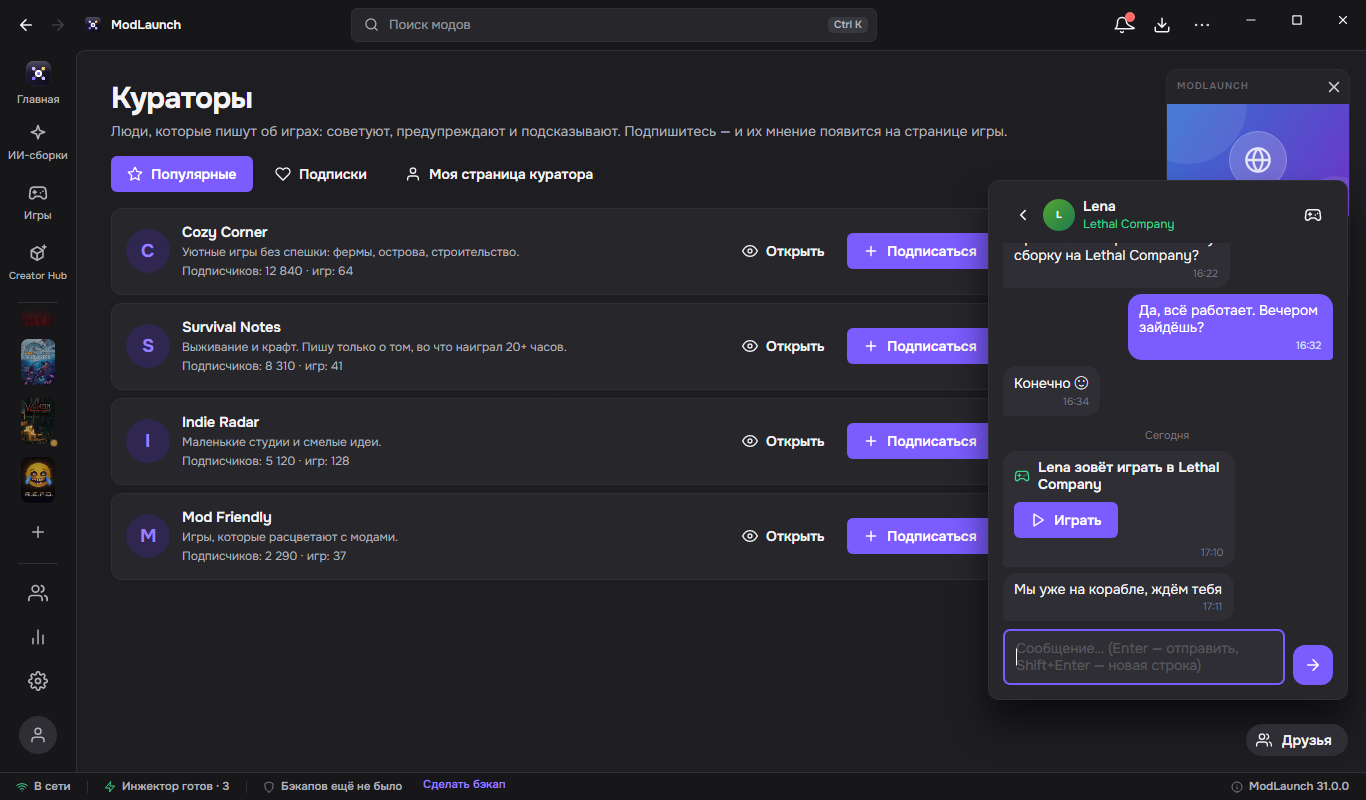 ModLaunch
Поиск модов
Ctrl K
Главная
ИИ-сборки
Игры
Creator Hub
Кураторы
Люди, которые пишут об играх: советуют, предупреждают и подсказывают. Подпишитесь — и их мнение появится на странице игры.
Популярные
Подписки
Моя страница куратора
C
Cozy Corner
Уютные игры без спешки: фермы, острова, строительство.
Подписчиков: 12 840 · игр: 64
Открыть
Подписаться
S
Survival Notes
Выживание и крафт. Пишу только о том, во что наиграл 20+ часов.
Подписчиков: 8 310 · игр: 41
Открыть
Подписаться
I
Indie Radar
Маленькие студии и смелые идеи.
Подписчиков: 5 120 · игр: 128
Открыть
Подписаться
M
Mod Friendly
Игры, которые расцветают с модами.
Подписчиков: 2 290 · игр: 37
Открыть
Подписаться
MODLAUNCH
L
Lena
Lethal Company
сборку на Lethal Company?
16:22
Да, всё работает. Вечером
зайдёшь?
16:32
Конечно
16:34
Сегодня
Lena зовёт играть в Lethal
Company
Играть
17:10
Мы уже на корабле, ждём тебя
17:11
Сообщение... (Enter — отправить,
Shift+Enter — новая строка)
Друзья
В сети
Инжектор готов · 3
Бэкапов ещё не было
Сделать бэкап
ModLaunch 31.0.0